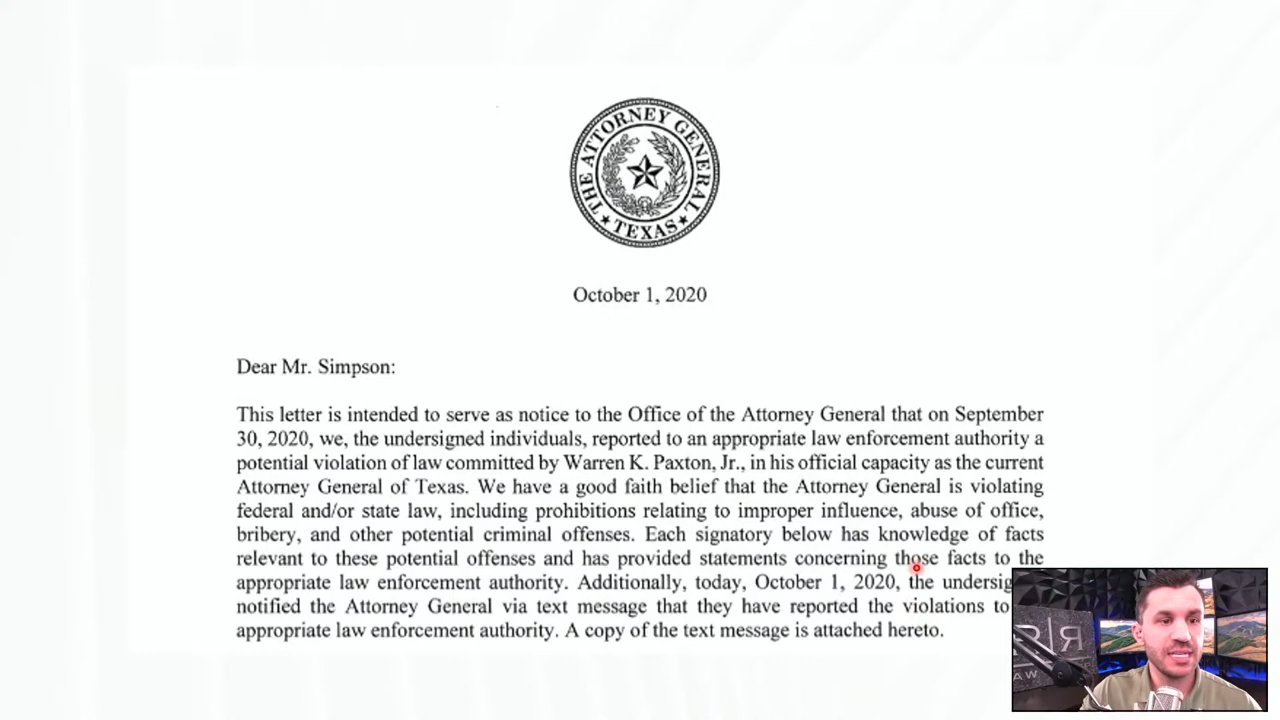 THE ATTORNEY GENERAL
★ TEXAS ★
October 1, 2020
Dear Mr. Simpson:
This letter is intended to serve as notice to the Office of the Attorney General that on September
30, 2020, we, the undersigned individuals, reported to an appropriate law enforcement authority a
potential violation of law committed by Warren K. Paxton, Jr., in his official capacity as the current
Attorney General of Texas. We have a good faith belief that the Attorney General is violating
federal and/or state law, including prohibitions relating to improper influence, abuse of office,
bribery, and other potential criminal offenses. Each signatory below has knowledge of facts
relevant to these potential offenses and has provided statements concerning those facts to the
appropriate law enforcement authority. Additionally, today, October 1, 2020, the
notified the Attorney General via text message that they have reported the violations to
appropriate law enforcement authority. A copy of the text message is attached hereto.